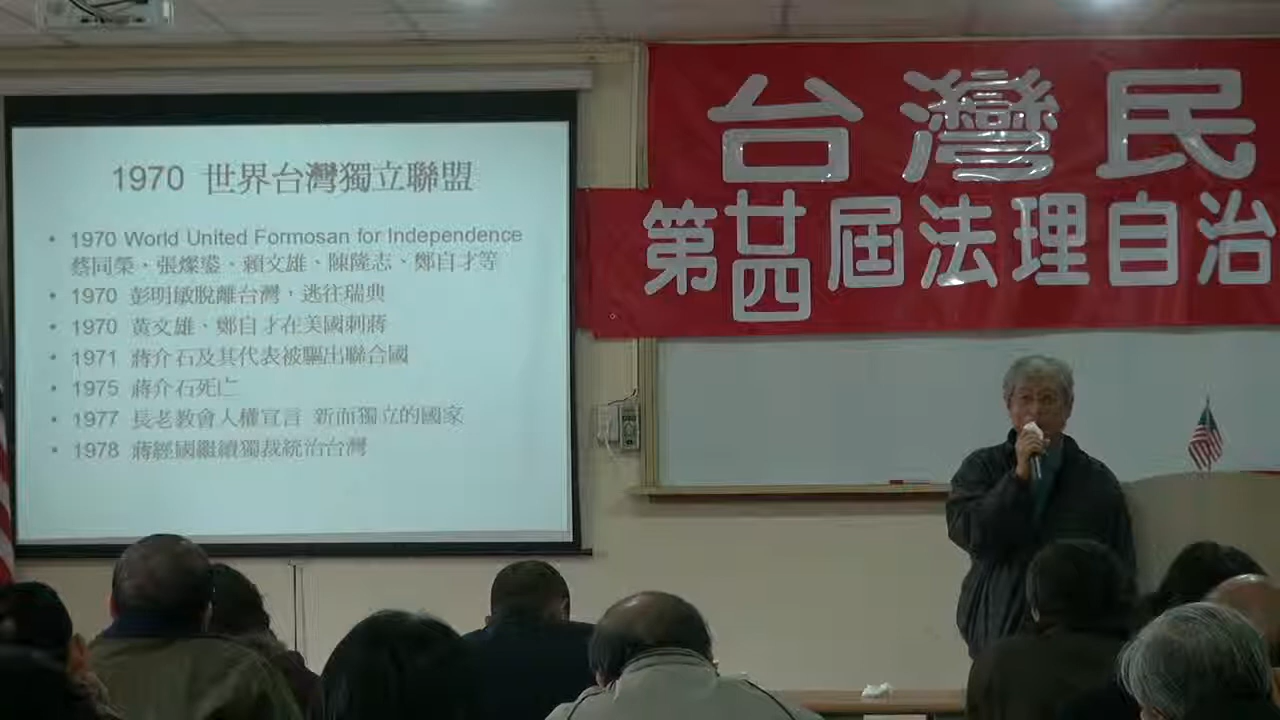 1970 世界台灣獨立聯盟
• 1970 World United Formosan for Independence
蔡同榮、張燦鍙、賴文雄、陳隆志、鄭自才等
• 1970 彭明敏脫離台灣，逃往瑞典
• 1970 黃文雄、鄭自才在美國刺蔣
• 1971 蔣介石及其代表被驅出聯合國
• 1975 蔣介石死亡
• 1977 長老教會人權宣言 新而獨立的國家
• 1978 蔣經國繼續獨裁統治台灣
台灣民
第廿四屆法理自治